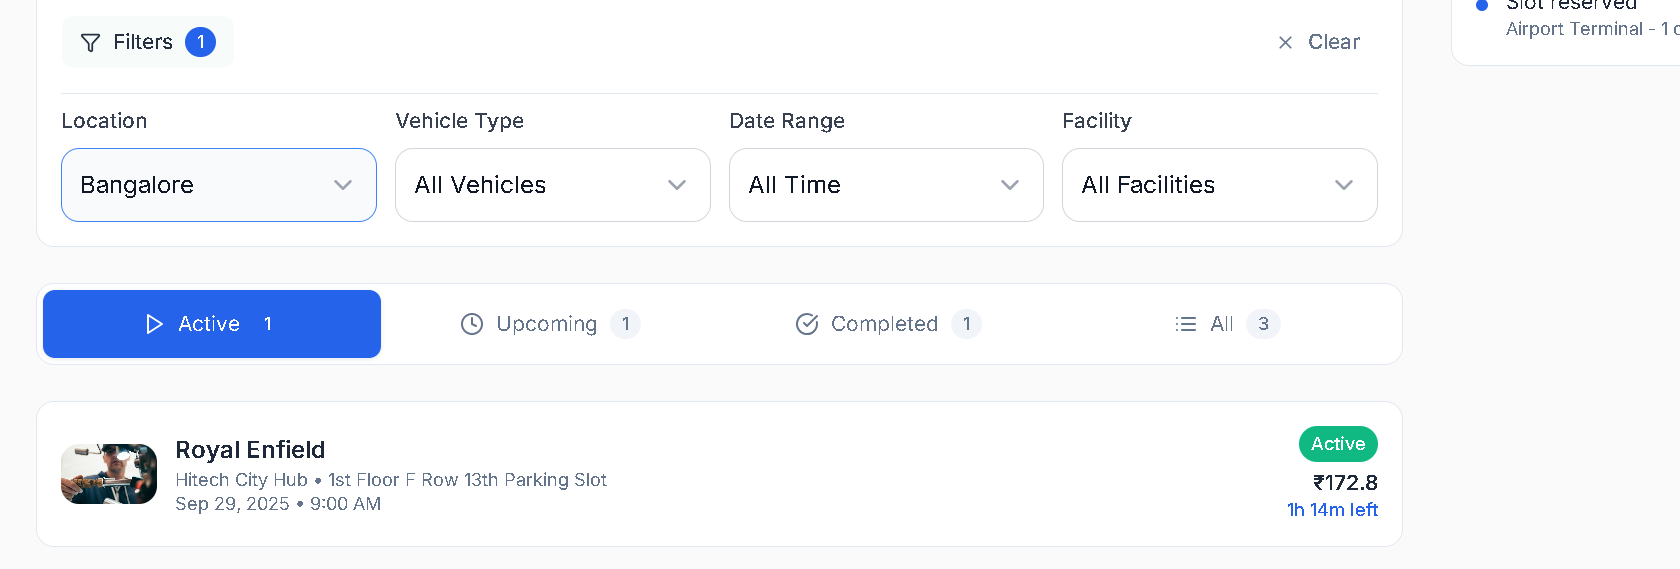 Filters 1
Clear
Slot reserved
Airport Terminal - 1
Location
Vehicle Type
Date Range
Facility
Bangalore
All Vehicles
All Time
All Facilities
Active 1
Upcoming 1
Completed 1
All 3
Royal Enfield
Hitech City Hub • 1st Floor F Row 13th Parking Slot
Sep 29, 2025 • 9:00 AM
Active
₹172.8
1h 14m left